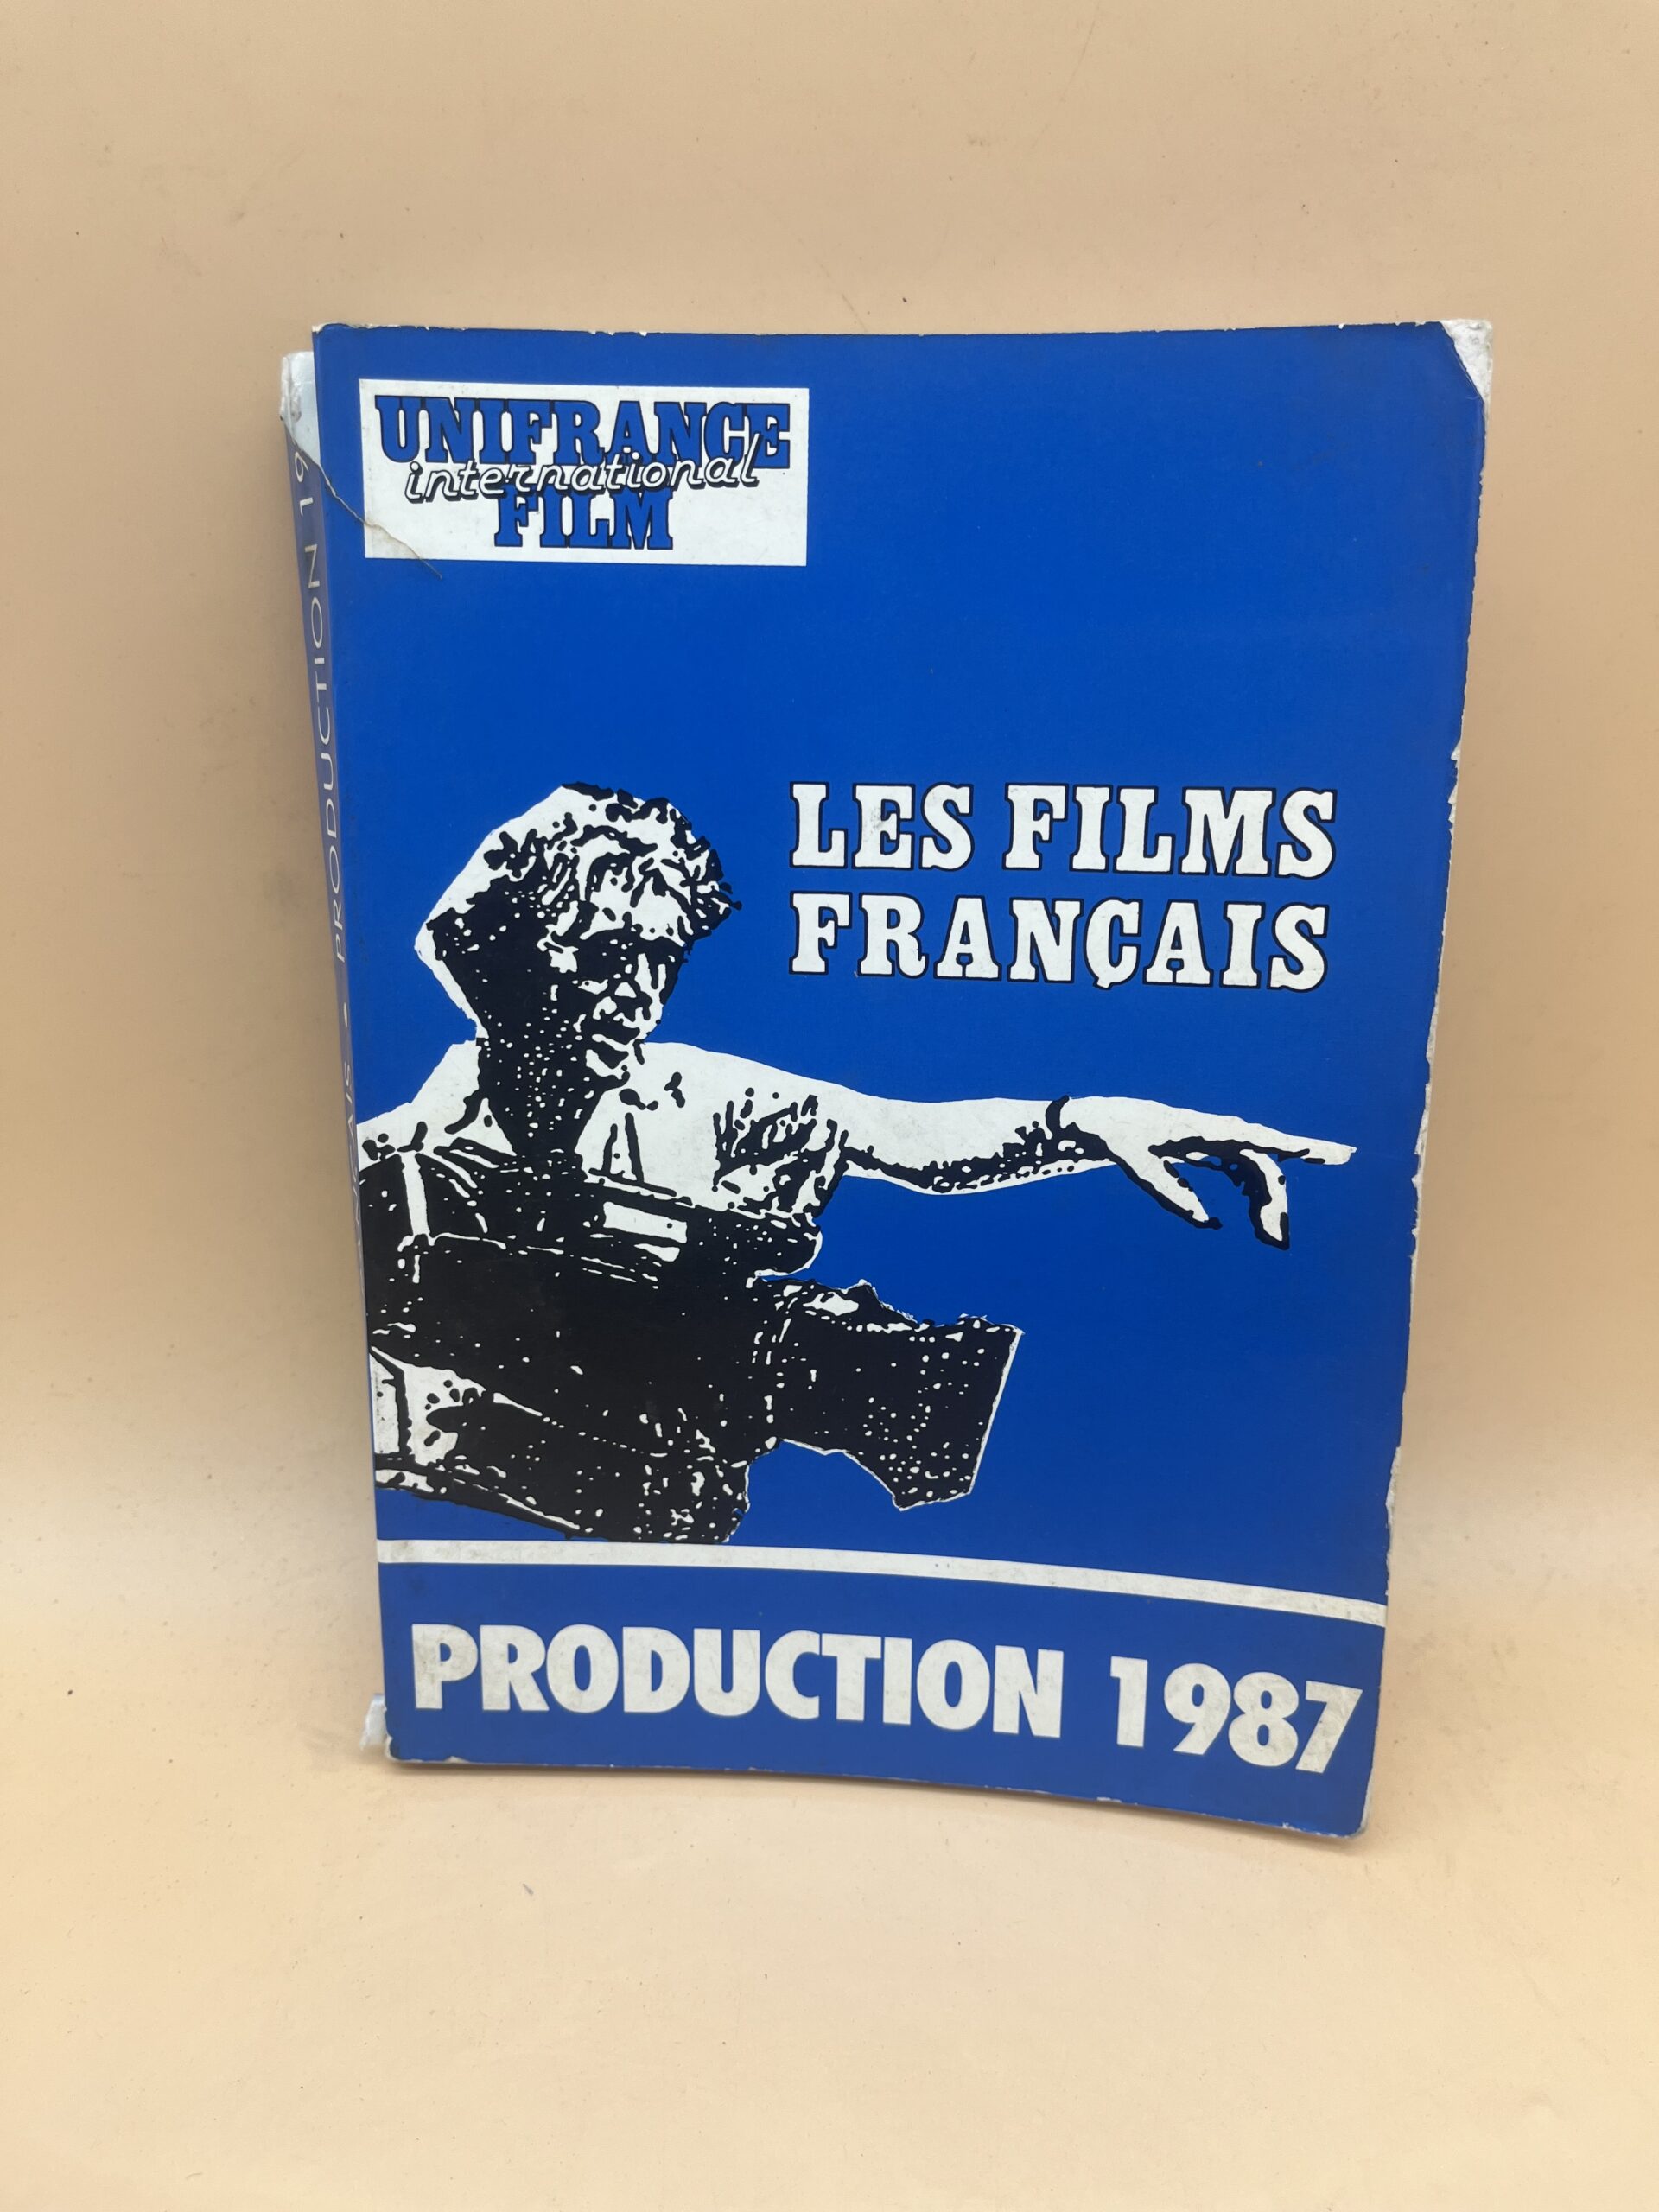 UNIFRANCE
international
FILM
LES FILMS
FRANÇAIS
PRODUCTION 1987
PRODUCTION 19